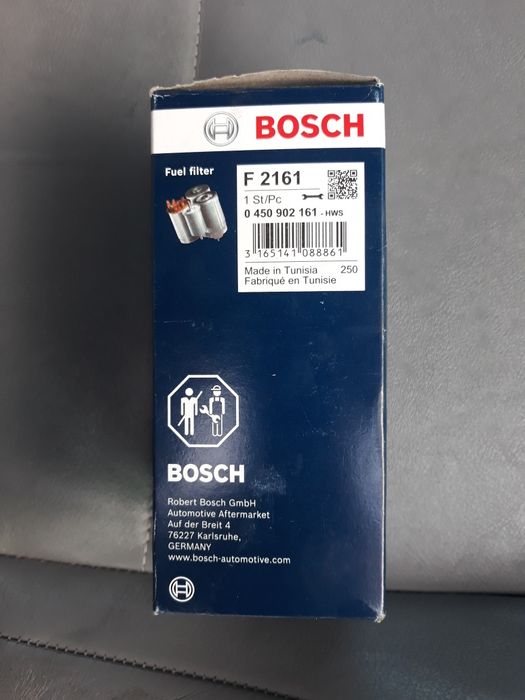 BOSCH
Fuel filter
F 2161
1 St/Pc
0 450 902 161 - HWS
3 165141 088861
Made in Tunisia 250
Fabriqué en Tunisie
BOSCH
Robert Bosch GmbH
Automotive Aftermarket
Auf der Breit 4
76227 Karlsruhe,
GERMANY
www.bosch-automotive.com